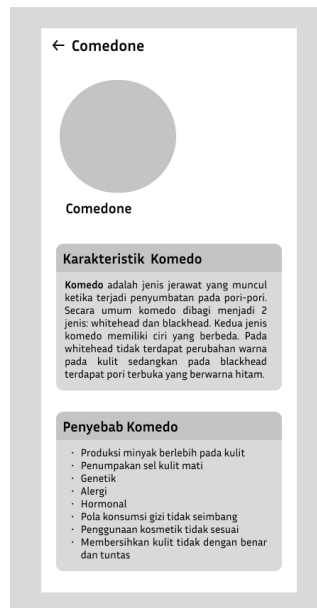 ← Comedone
Comedone
Karakteristik Komedo
Komedo adalah jenis jerawat yang muncul
ketika terjadi penyumbatan pada pori-pori.
Secara umum komedo dibagi menjadi 2
jenis: whitehead dan blackhead. Kedua jenis
komedo memiliki ciri yang berbeda. Pada
whitehead tidak terdapat perubahan warna
pada kulit sedangkan pada blackhead
terdapat pori terbuka yang berwarna hitam.
Penyebab Komedo
· Produksi minyak berlebih pada kulit
· Penumpakan sel kulit mati
· Genetik
· Alergi
· Hormonal
· Pola konsumsi gizi tidak seimbang
· Penggunaan kosmetik tidak sesuai
· Membersihkan kulit tidak dengan benar
dan tuntas